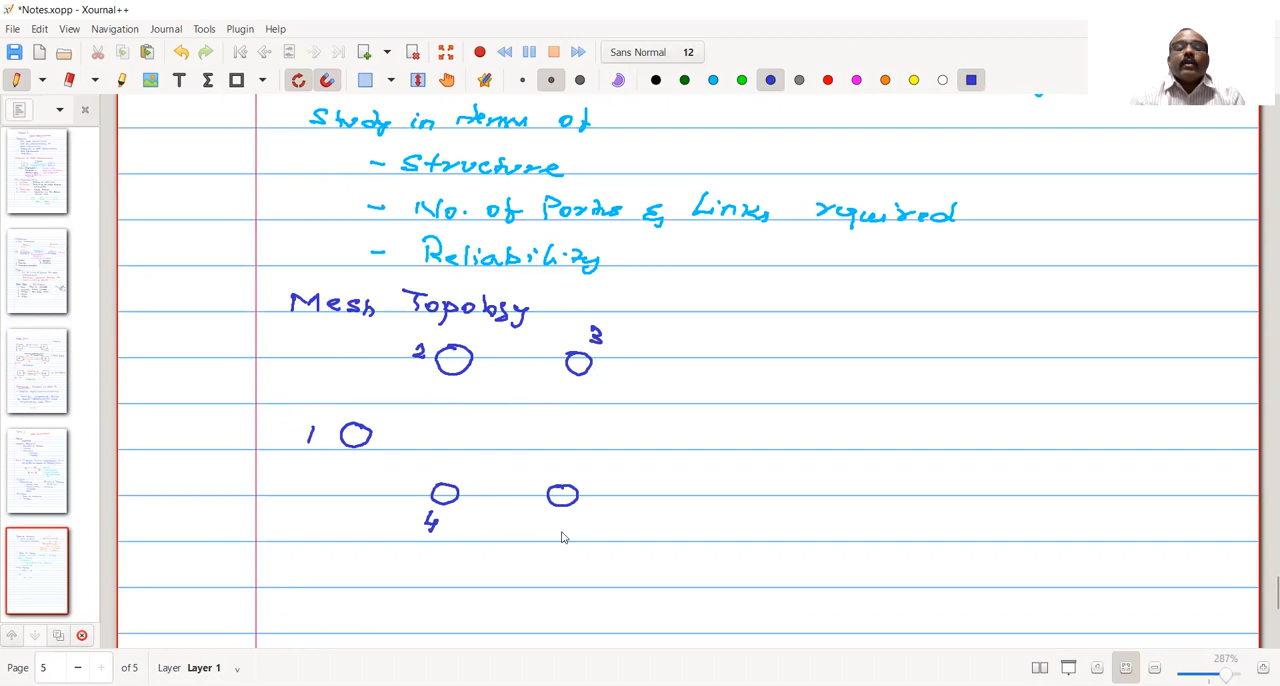 *Notes.xopp - Xournal++
File Edit View Navigation Journal Tools Plugin Help
Sans Normal 12
Study in terms of
- Structure
- No. of Ports & Links required
- Reliability
Mesh Topology
2 3
1
4
Page 5 of 5 Layer Layer 1 287%